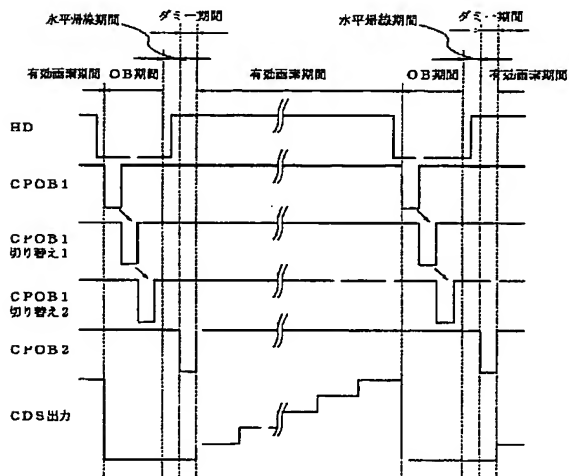 ダミー期間
ダミー期間
水平帰線期間
水平帰線期間
有効画素期間
OB期間
有効画素期間
OB期間
有効画素期間
HD
CPOB1
CPOB1
切り替え1
CPOB1
切り替え2
CPOB2
CDS出力